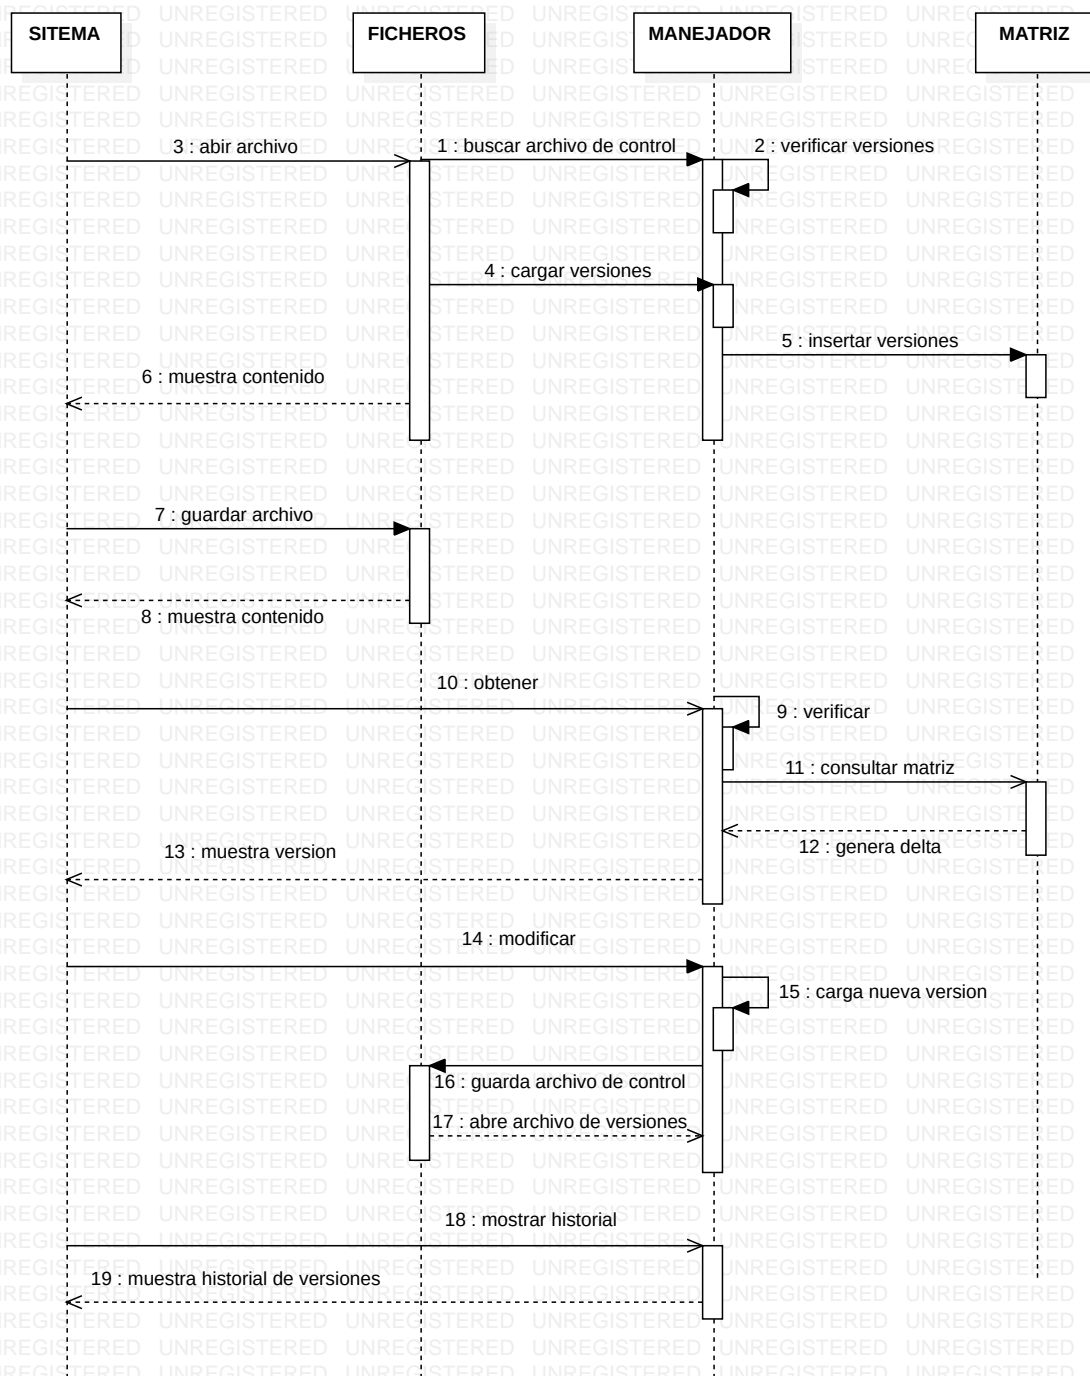 SITEMA
FICHEROS
MANEJADOR
MATRIZ
3 : abir archivo
1 : buscar archivo de control
2 : verificar versiones
4 : cargar versiones
5 : insertar versiones
6 : muestra contenido
7 : guardar archivo
8 : muestra contenido
10 : obtener
9 : verificar
11 : consultar matriz
12 : genera delta
13 : muestra version
14 : modificar
15 : carga nueva version
16 : guarda archivo de control
17 : abre archivo de versiones
18 : mostrar historial
19 : muestra historial de versiones
UNREGISTERED